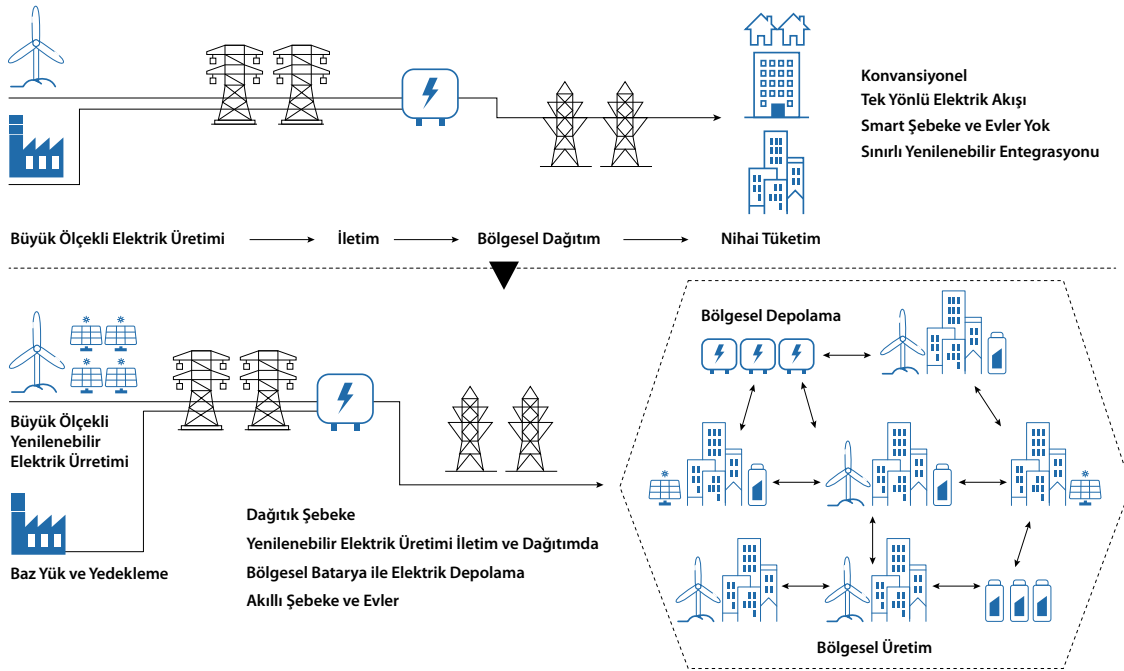 Konvansiyonel
Tek Yönlü Elektrik Akışı
Smart Şebeke ve Evler Yok
Sınırlı Yenilenebilir Entegrasyonu
Büyük Ölçekli Elektrik Üretimi
İletim
Bölgesel Dağıtım
Nihai Tüketim
Büyük Ölçekli
Yenilenebilir
Elektrik Ürretimi
Baz Yük ve Yedekleme
Dağıtık Şebeke
Yenilenebilir Elektrik Üretimi İletim ve Dağıtımda
Bölgesel Batarya ile Elektrik Depolama
Akıllı Şebeke ve Evler
Bölgesel Depolama
Bölgesel Üretim